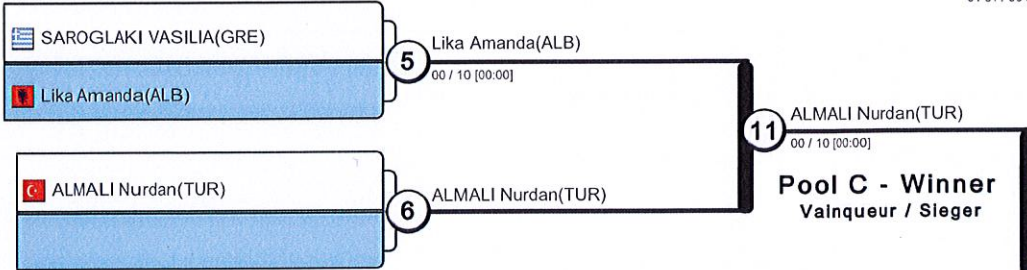 SAROGLAKI VASILIA(GRE)
Lika Amanda(ALB)
5
Lika Amanda(ALB)
00 / 10 [00:00]
ALMALI Nurdan(TUR)
6
ALMALI Nurdan(TUR)
11
ALMALI Nurdan(TUR)
00 / 10 [00:00]
Pool C - Winner
Vainqueur / Sieger